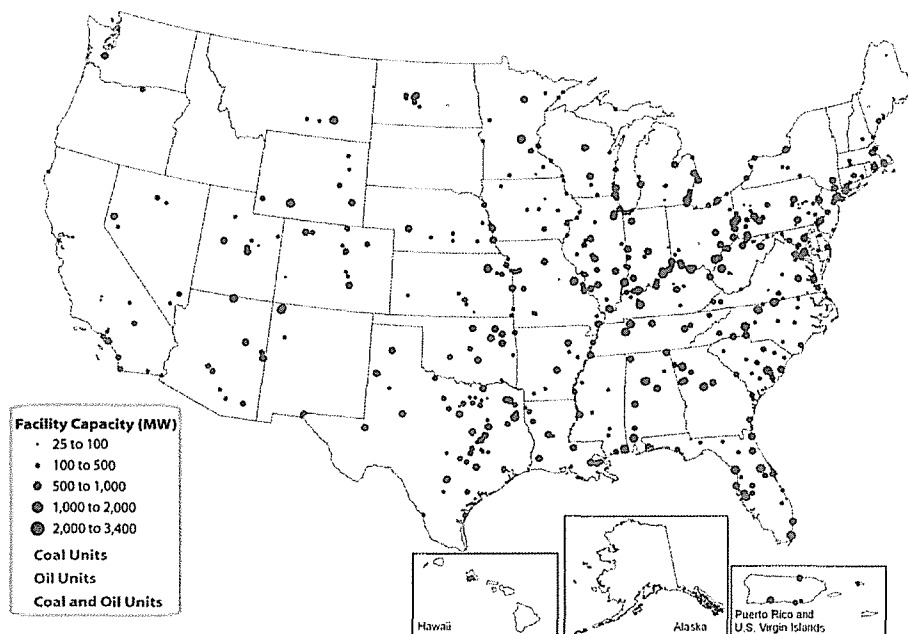 Facility Capacity (MW)
25 to 100
100 to 500
500 to 1,000
1,000 to 2,000
2,000 to 3,400
Coal Units
Oil Units
Coal and Oil Units
Hawaii
Alaska
Puerto Rico and
U.S. Virgin Islands